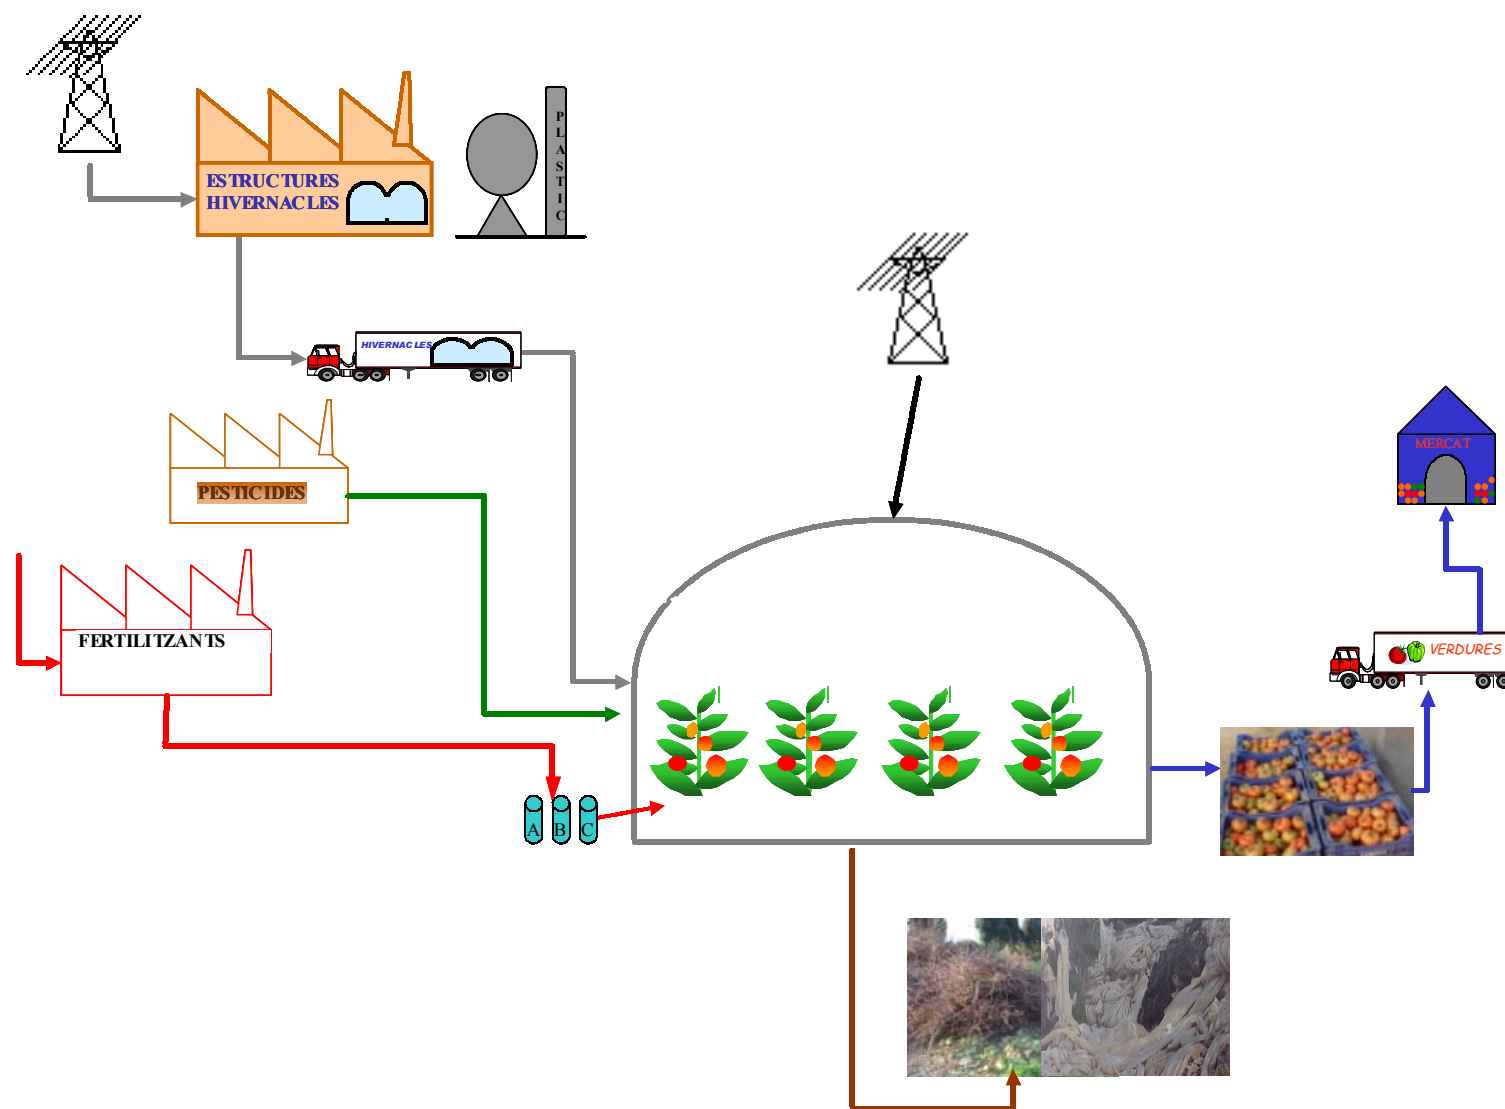 ESTRUCTURES
HIVERNACLES
PLASTIC
HIVERNACLES
PESTICIDES
MERCAT
FERTILITZANTS
VERDURES
A B C